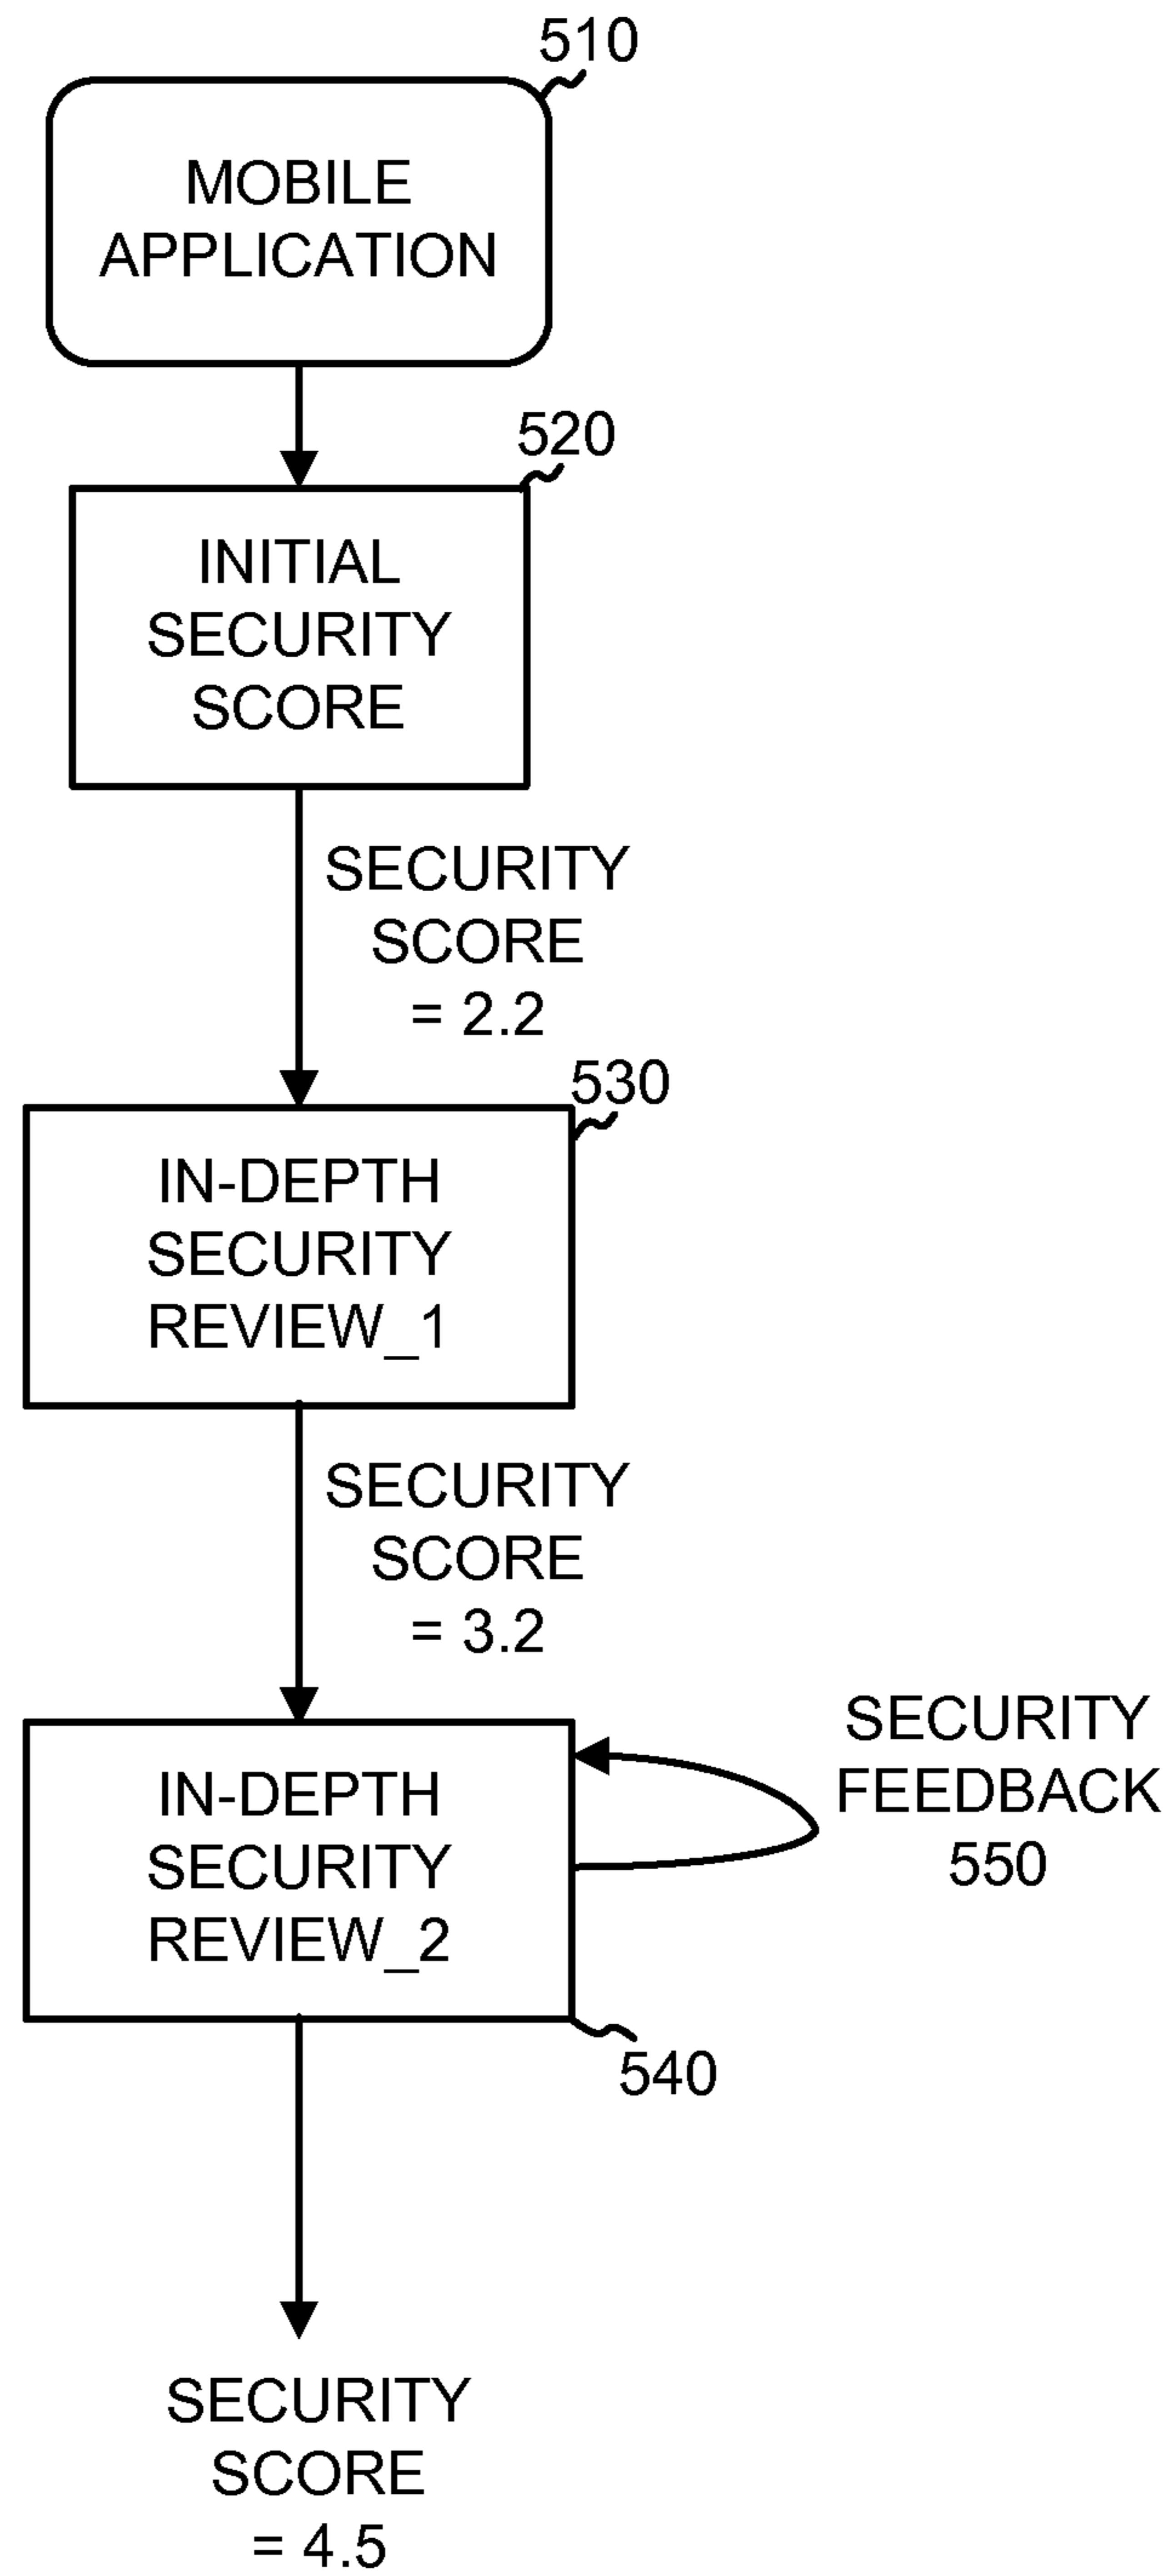 510
MOBILE
APPLICATION
520
INITIAL
SECURITY
SCORE
SECURITY
SCORE
= 2.2
530
IN-DEPTH
SECURITY
REVIEW_1
SECURITY
SCORE
= 3.2
IN-DEPTH
SECURITY
REVIEW_2
SECURITY
FEEDBACK
550
540
SECURITY
SCORE
= 4.5